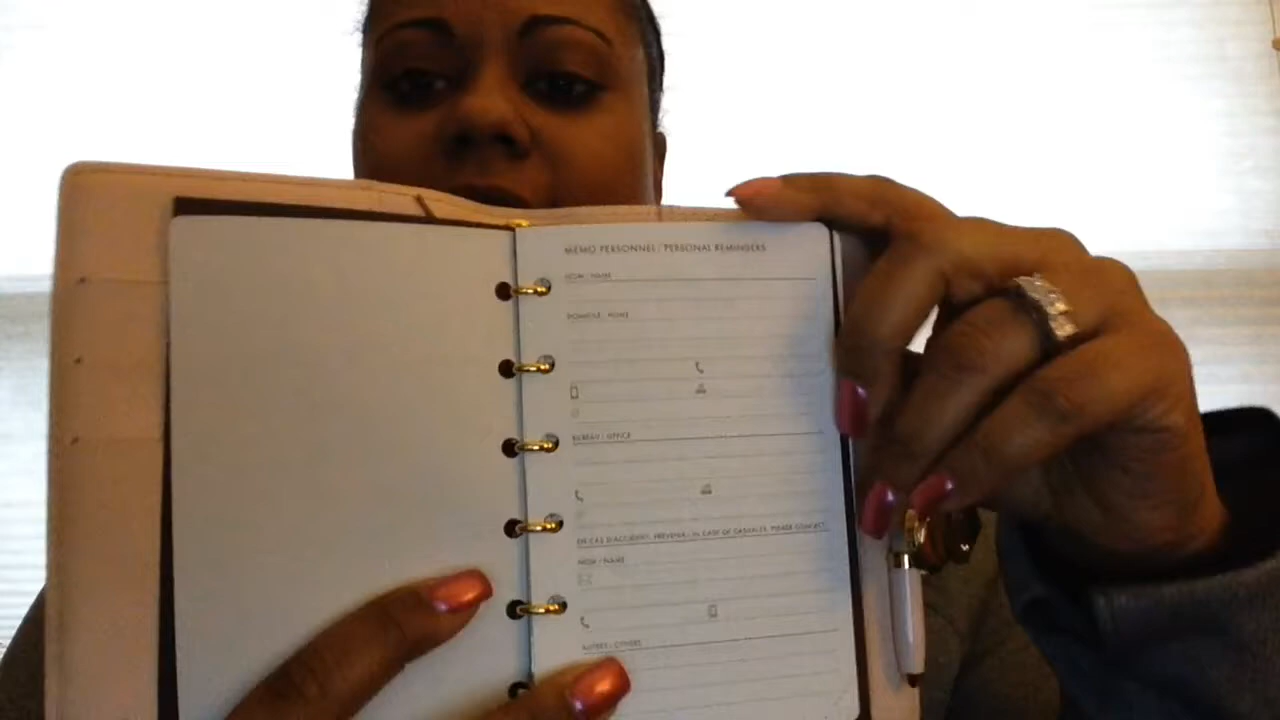 MEMO PERSONNEL / PERSONAL REMINDERS
NOM / NAME
DOMICILE / HOME
BUREAU / OFFICE
EN CAS D'ACCIDENT, PREVENIR / IN CASE OF CASUALTY, PLEASE CONTACT
NOM / NAME
AUTRES / OTHERS